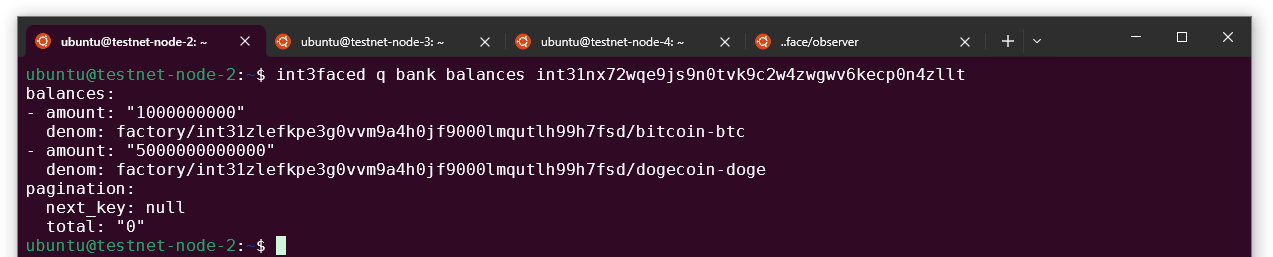 ubuntu@testnet-node-2: ~ ubuntu@testnet-node-3: ~ ubuntu@testnet-node-4: ~ ..face/observer
ubuntu@testnet-node-2:~$ int3faced q bank balances int31nx72wqe9js9n0tvk9c2w4zwgwv6kecp0n4zllt
balances:
- amount: "1000000000"
  denom: factory/int31zlefkpe3g0vvm9a4h0jf9000lmqutlh99h7fsd/bitcoin-btc
- amount: "5000000000000"
  denom: factory/int31zlefkpe3g0vvm9a4h0jf9000lmqutlh99h7fsd/dogecoin-doge
pagination:
  next_key: null
  total: "0"
ubuntu@testnet-node-2:~$